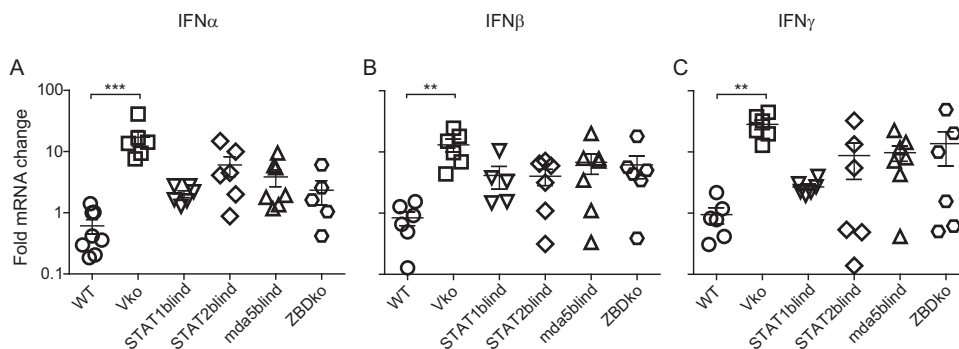 IFNα
IFNβ
IFNγ
A
B
C
Fold mRNA change
100
10
1
0.1
***
**
**
WT
Vko
STAT1blind
STAT2blind
mda5blind
ZBDko
WT
Vko
STAT1blind
STAT2blind
mda5blind
ZBDko
WT
Vko
STAT1blind
STAT2blind
mda5blind
ZBDko